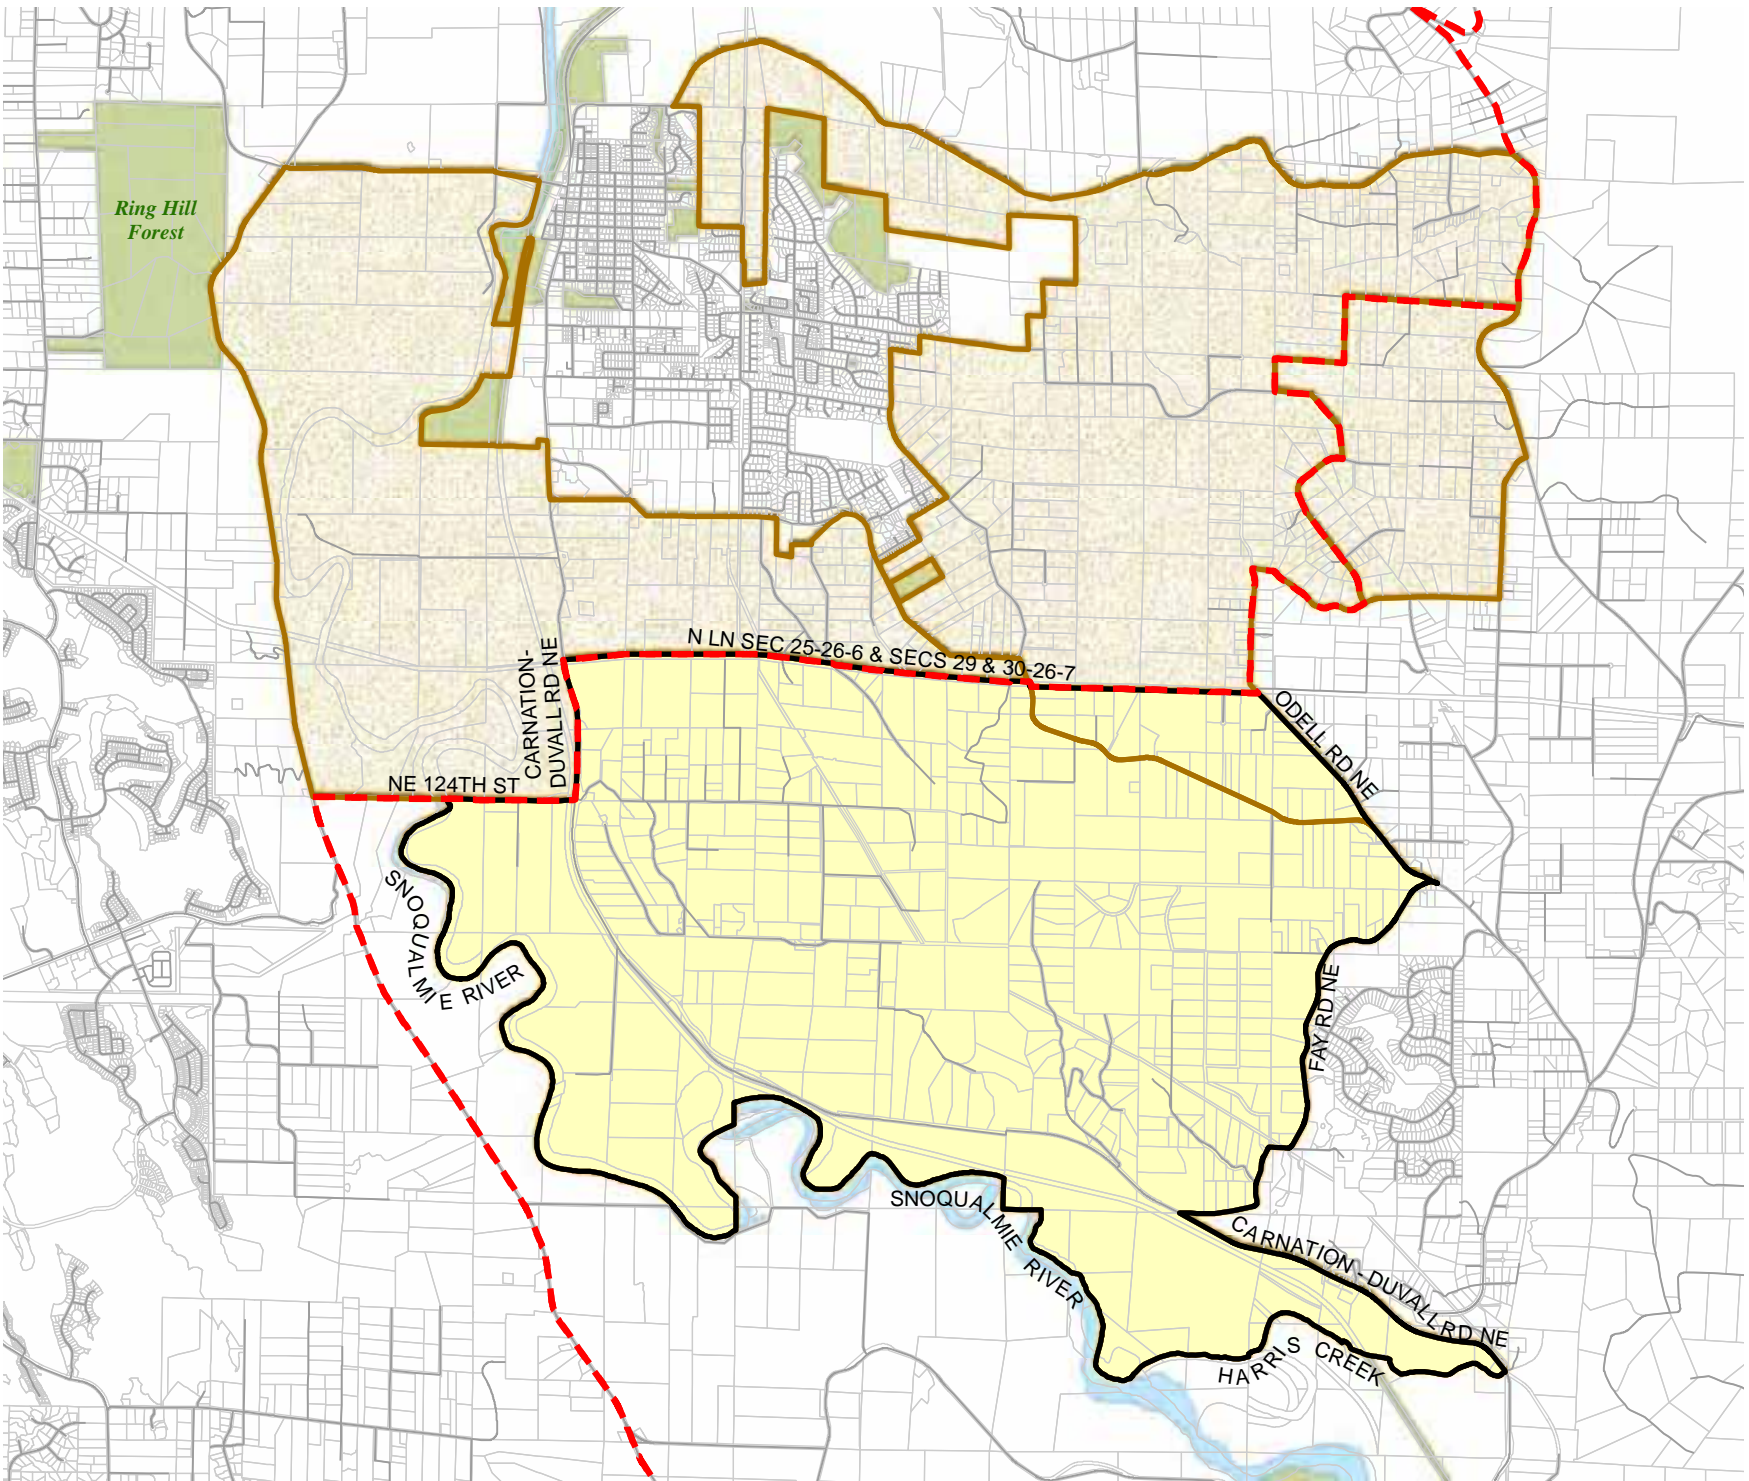 Ring Hill
Forest
N LN SEC 25-26-6 & SECS 29 & 30-26-7
CARNATION-
DUVALL RD NE
ODELL RD NE
NE 124TH ST
SNOQUALMIE RIVER
FAY RD NE
SNOQUALMIE RIVER
CARNATION - DUVALL RD NE
HARRIS CREEK